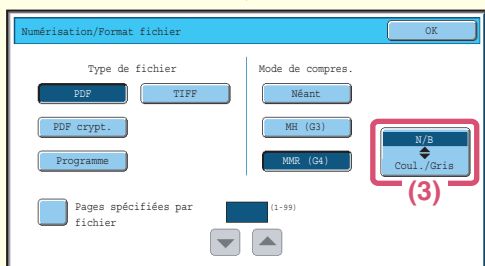 Numérisation/Format fichier
OK
Type de fichier
Mode de compres.
PDF
TIFF
Néant
PDF crypt.
MH (G3)
N/B
Programme
MMR (G4)
Coul./Gris
(3)
Pages spécifiées par
fichier
(1-99)